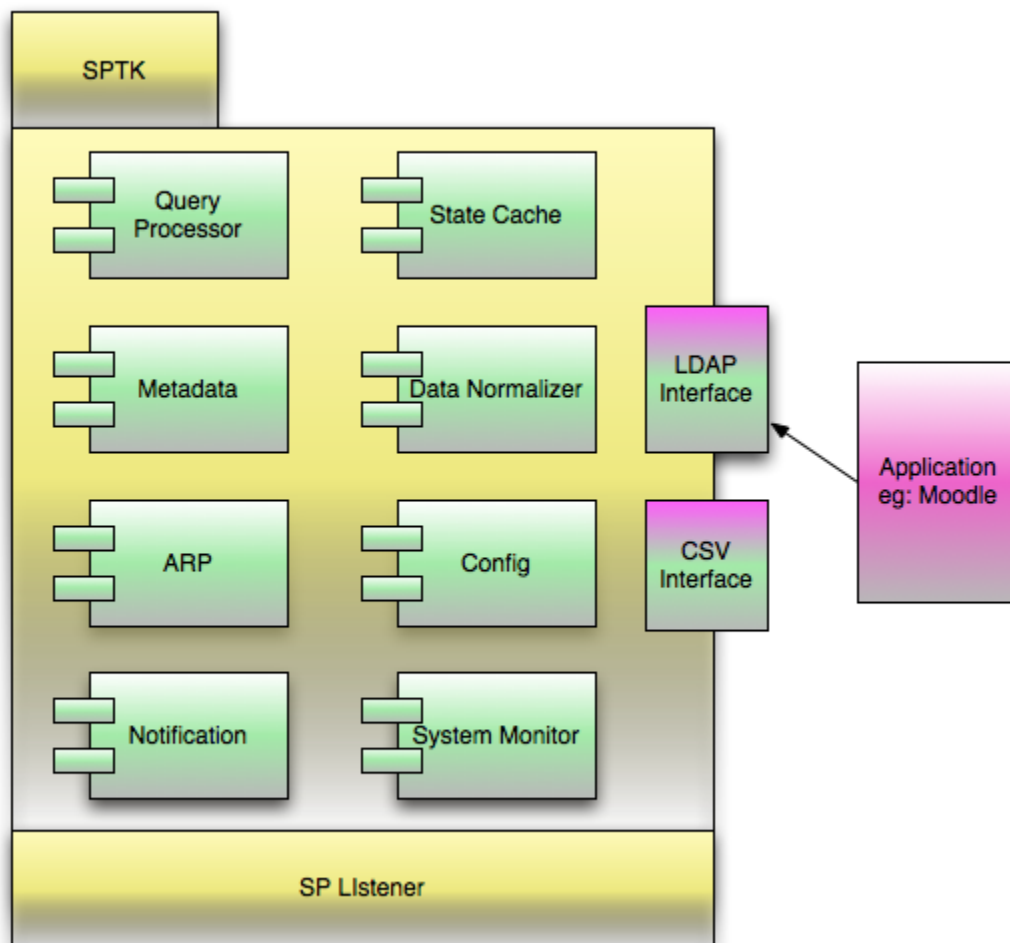 SPTK
Query
Processor
State Cache
Metadata
Data Normalizer
LDAP
Interface
Application
eg: Moodle
ARP
Config
CSV
Interface
Notification
System Monitor
SP LIstener